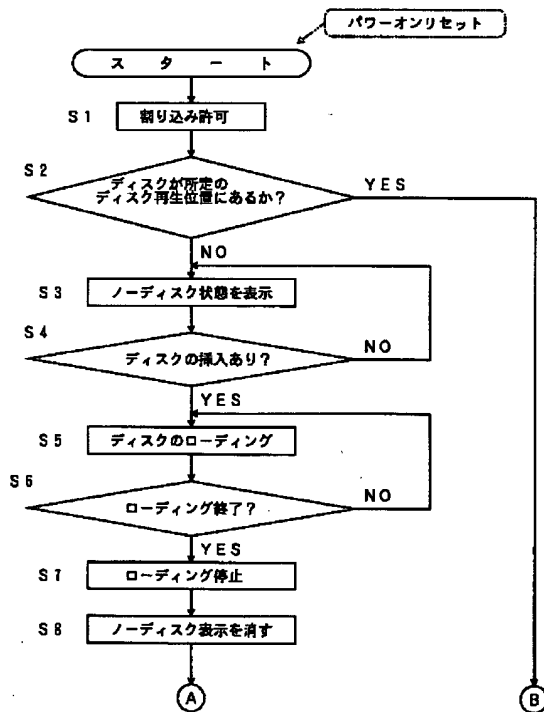 パワーオンリセット
スタート
S1 割り込み許可
S2
ディスクが所定の
ディスク再生位置にあるか?
YES
NO
S3 ノーディスク状態を表示
S4
ディスクの挿入あり?
NO
YES
S5 ディスクのローディング
S6
ローディング終了?
NO
YES
S7 ローディング停止
S8 ノーディスク表示を消す
A
B